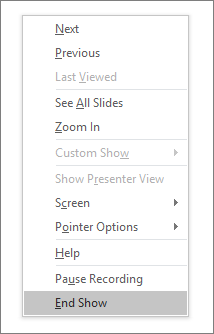 Next
Previous
Last Viewed
See All Slides
Zoom In
Custom Show
Show Presenter View
Screen
Pointer Options
Help
Pause Recording
End Show